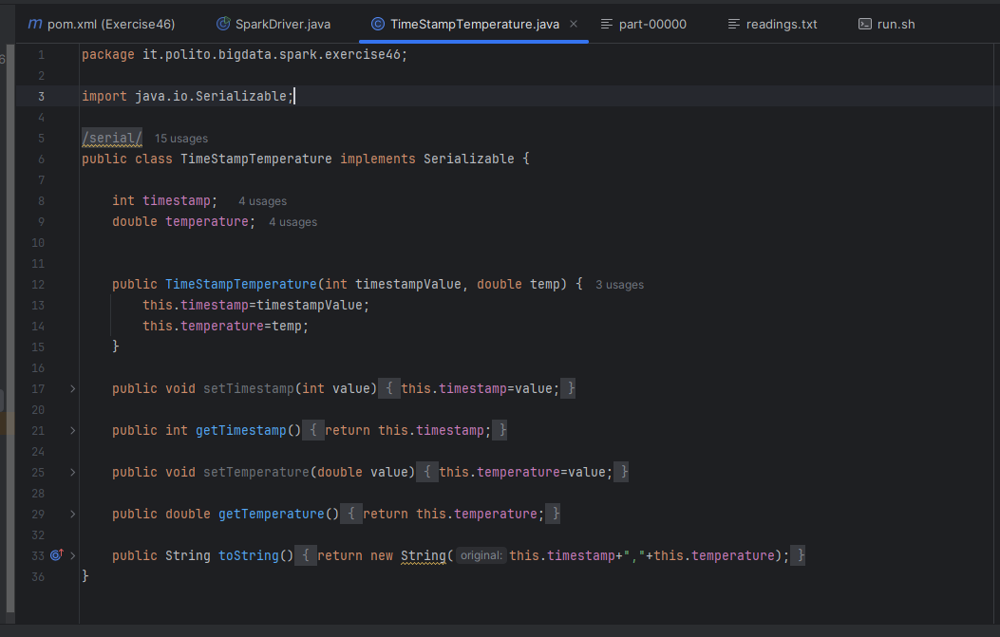 m pom.xml (Exercise46) SparkDriver.java TimeStampTemperature.java × part-00000 readings.txt run.sh
6
1 package it.polito.bigdata.spark.exercise46;
2
3 import java.io.Serializable;
4
5 /serial/ 15 usages
6 public class TimeStampTemperature implements Serializable {
7
8 int timestamp; 4 usages
9 double temperature; 4 usages
10
11
12 public TimeStampTemperature(int timestampValue, double temp) { 3 usages
13 this.timestamp=timestampValue;
14 this.temperature=temp;
15 }
16
17 public void setTimestamp(int value) { this.timestamp=value; }
20
21 public int getTimestamp() { return this.timestamp; }
24
25 public void setTemperature(double value) { this.temperature=value; }
28
29 public double getTemperature() { return this.temperature; }
32
33 public String toString() { return new String( original: this.timestamp+","+this.temperature); }
36 }